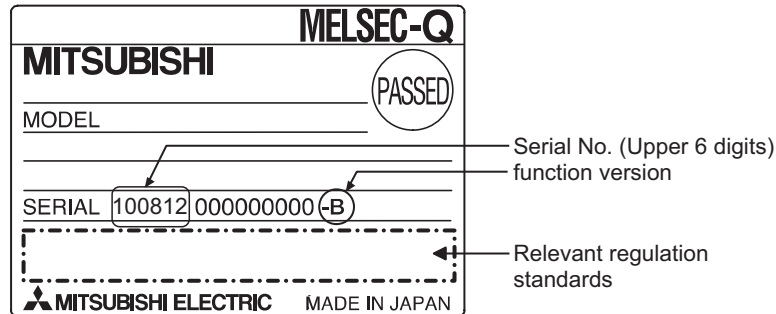 MELSEC-Q
MITSUBISHI
PASSED
MODEL
Serial No. (Upper 6 digits)
function version
SERIAL 100812 000000000 -B
Relevant regulation
standards
MITSUBISHI ELECTRIC MADE IN JAPAN